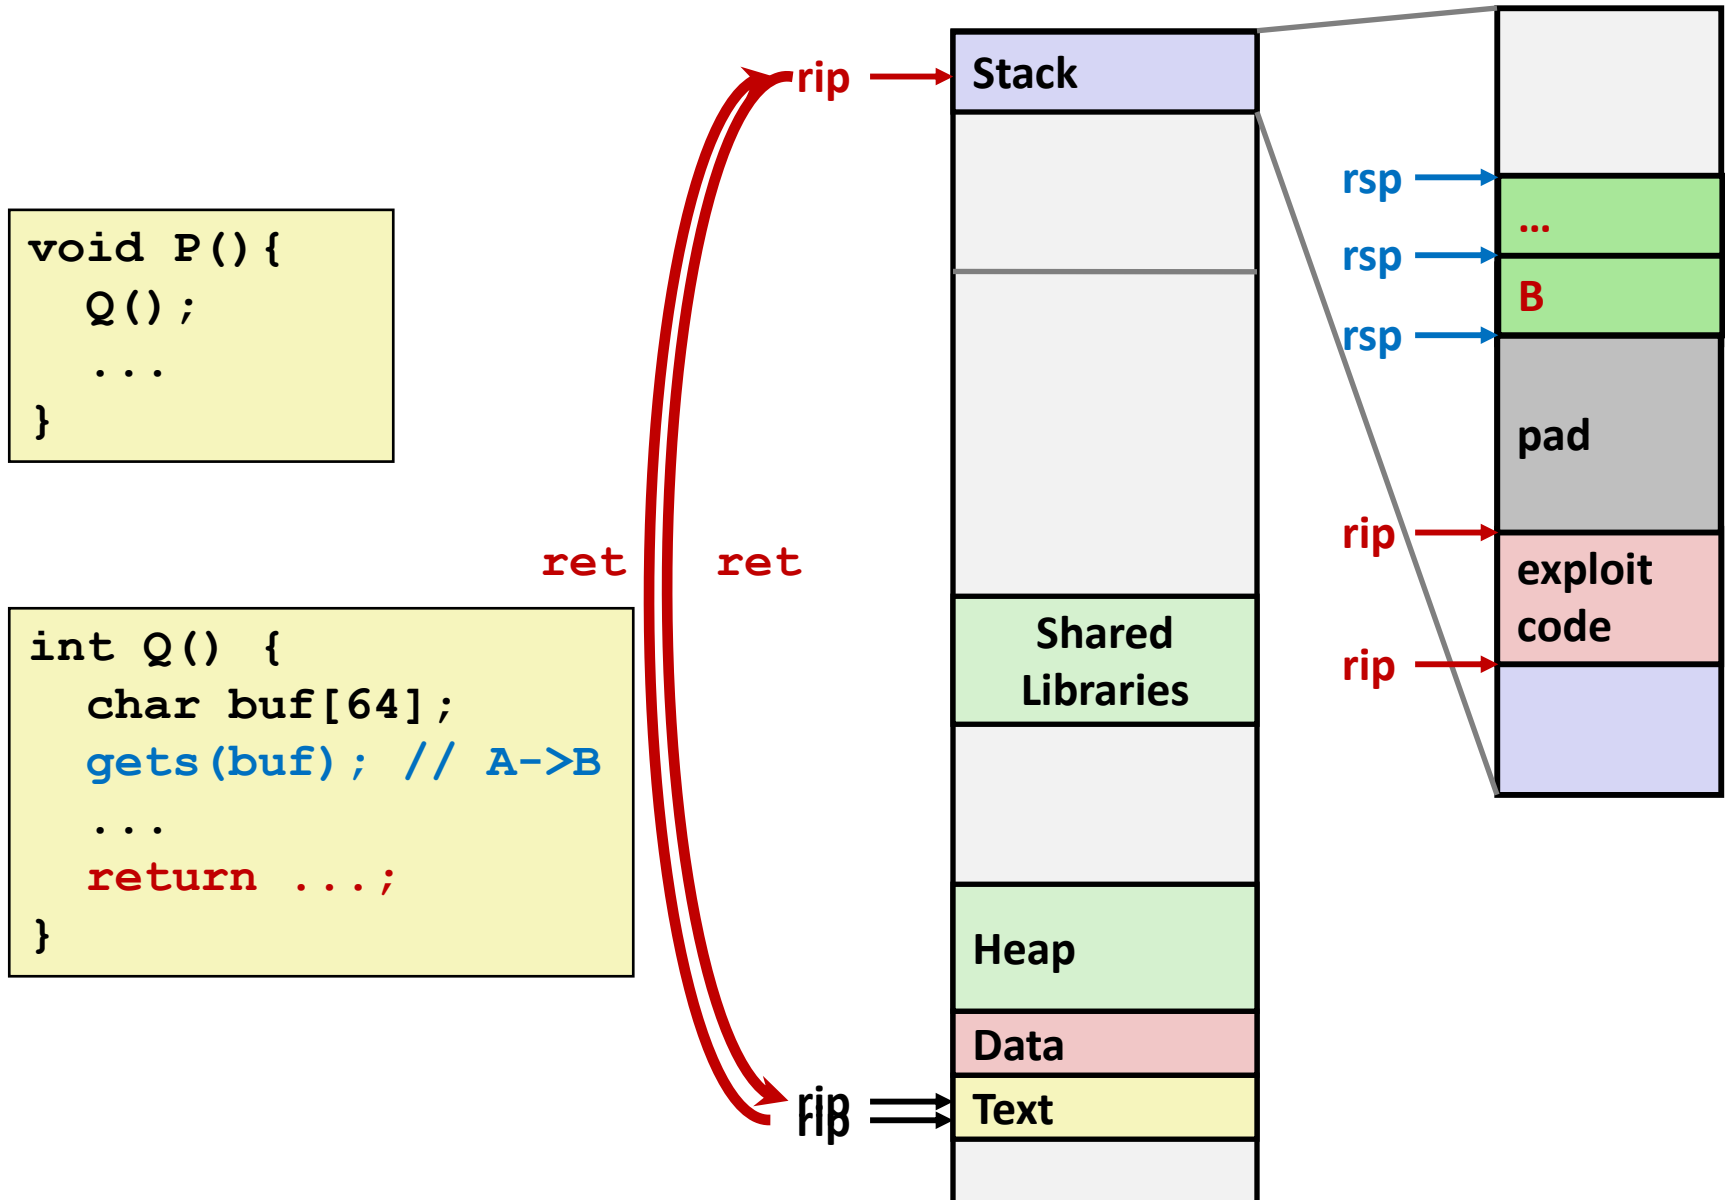 void P(){
  Q();
  ...
}
int Q() {
  char buf[64];
  gets(buf); // A->B
  ...
  return ...;
}
ret
ret
rip
rip
rip
Stack
Shared
Libraries
Heap
Data
Text
rsp
rsp
rsp
rip
rip
...
B
pad
exploit
code